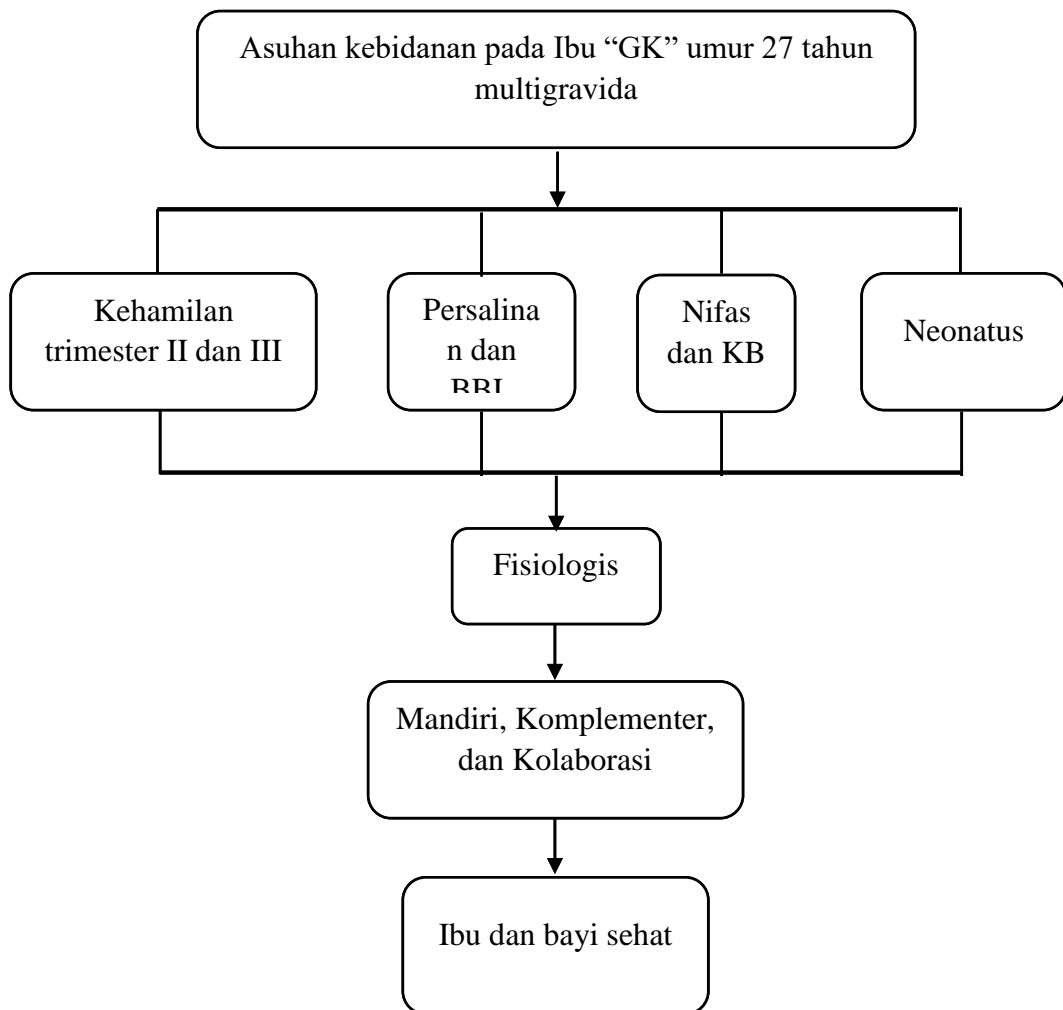 Asuhan kebidanan pada Ibu “GK” umur 27 tahun
multigravida
Kehamilan
trimester II dan III
Persalina
n dan
BBL
Nifas
dan KB
Neonatus
Fisiologis
Mandiri, Komplementer,
dan Kolaborasi
Ibu dan bayi sehat